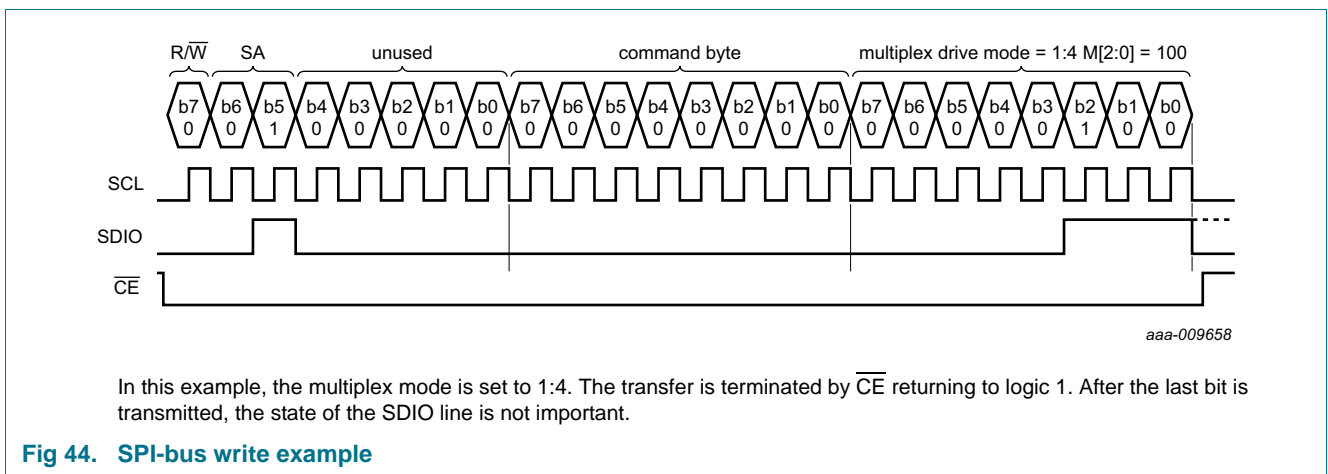 R/W SA unused command byte multiplex drive mode = 1:4 M[2:0] = 100
b7 b6 b5 b4 b3 b2 b1 b0 b7 b6 b5 b4 b3 b2 b1 b0 b7 b6 b5 b4 b3 b2 b1 b0
0 0 1 0 0 0 0 0 0 0 0 0 0 0 0 0 0 0 0 0 0 1 0 0
SCL
SDIO
CE
aaa-009658
In this example, the multiplex mode is set to 1:4. The transfer is terminated by CE returning to logic 1. After the last bit is
transmitted, the state of the SDIO line is not important.
Fig 44. SPI-bus write example